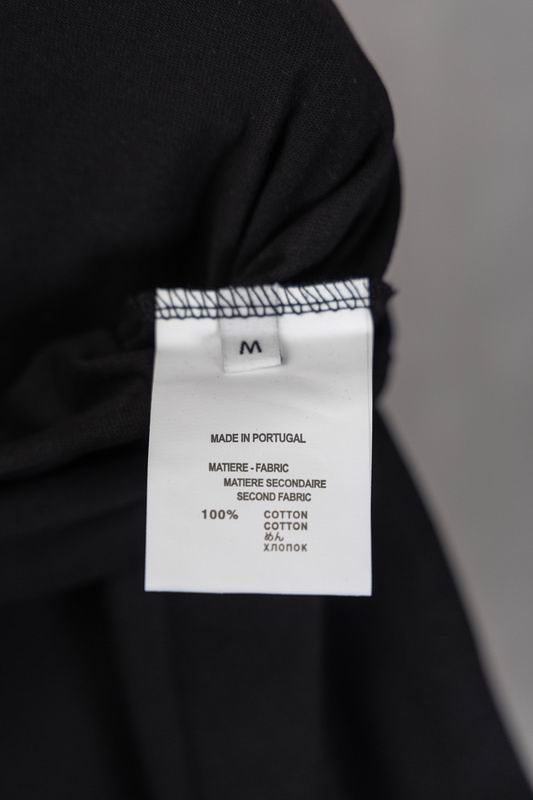 M
MADE IN PORTUGAL
MATIERE - FABRIC
MATIERE SECONDAIRE
SECOND FABRIC
100% COTTON
COTTON
めん
ХЛОПОК